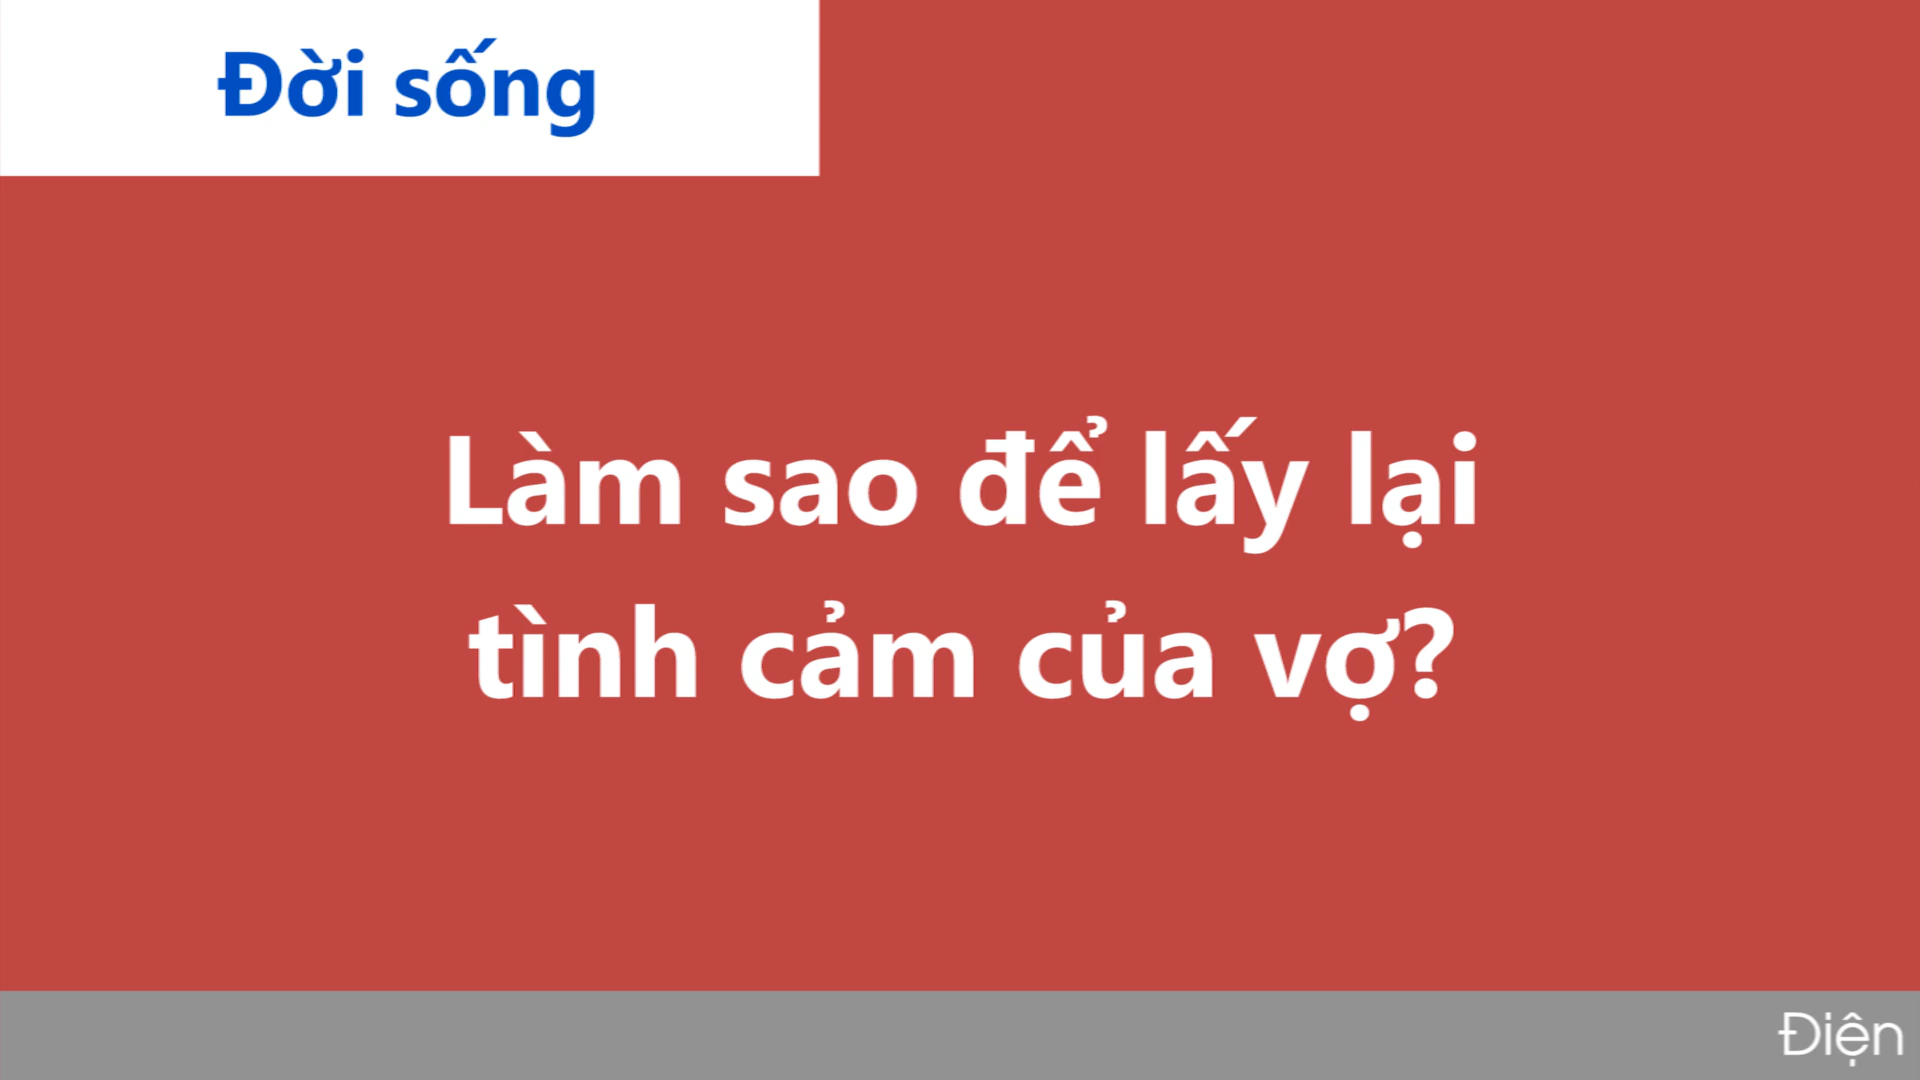 Đời sống
Làm sao để lấy lại
tình cảm của vợ?
Điện